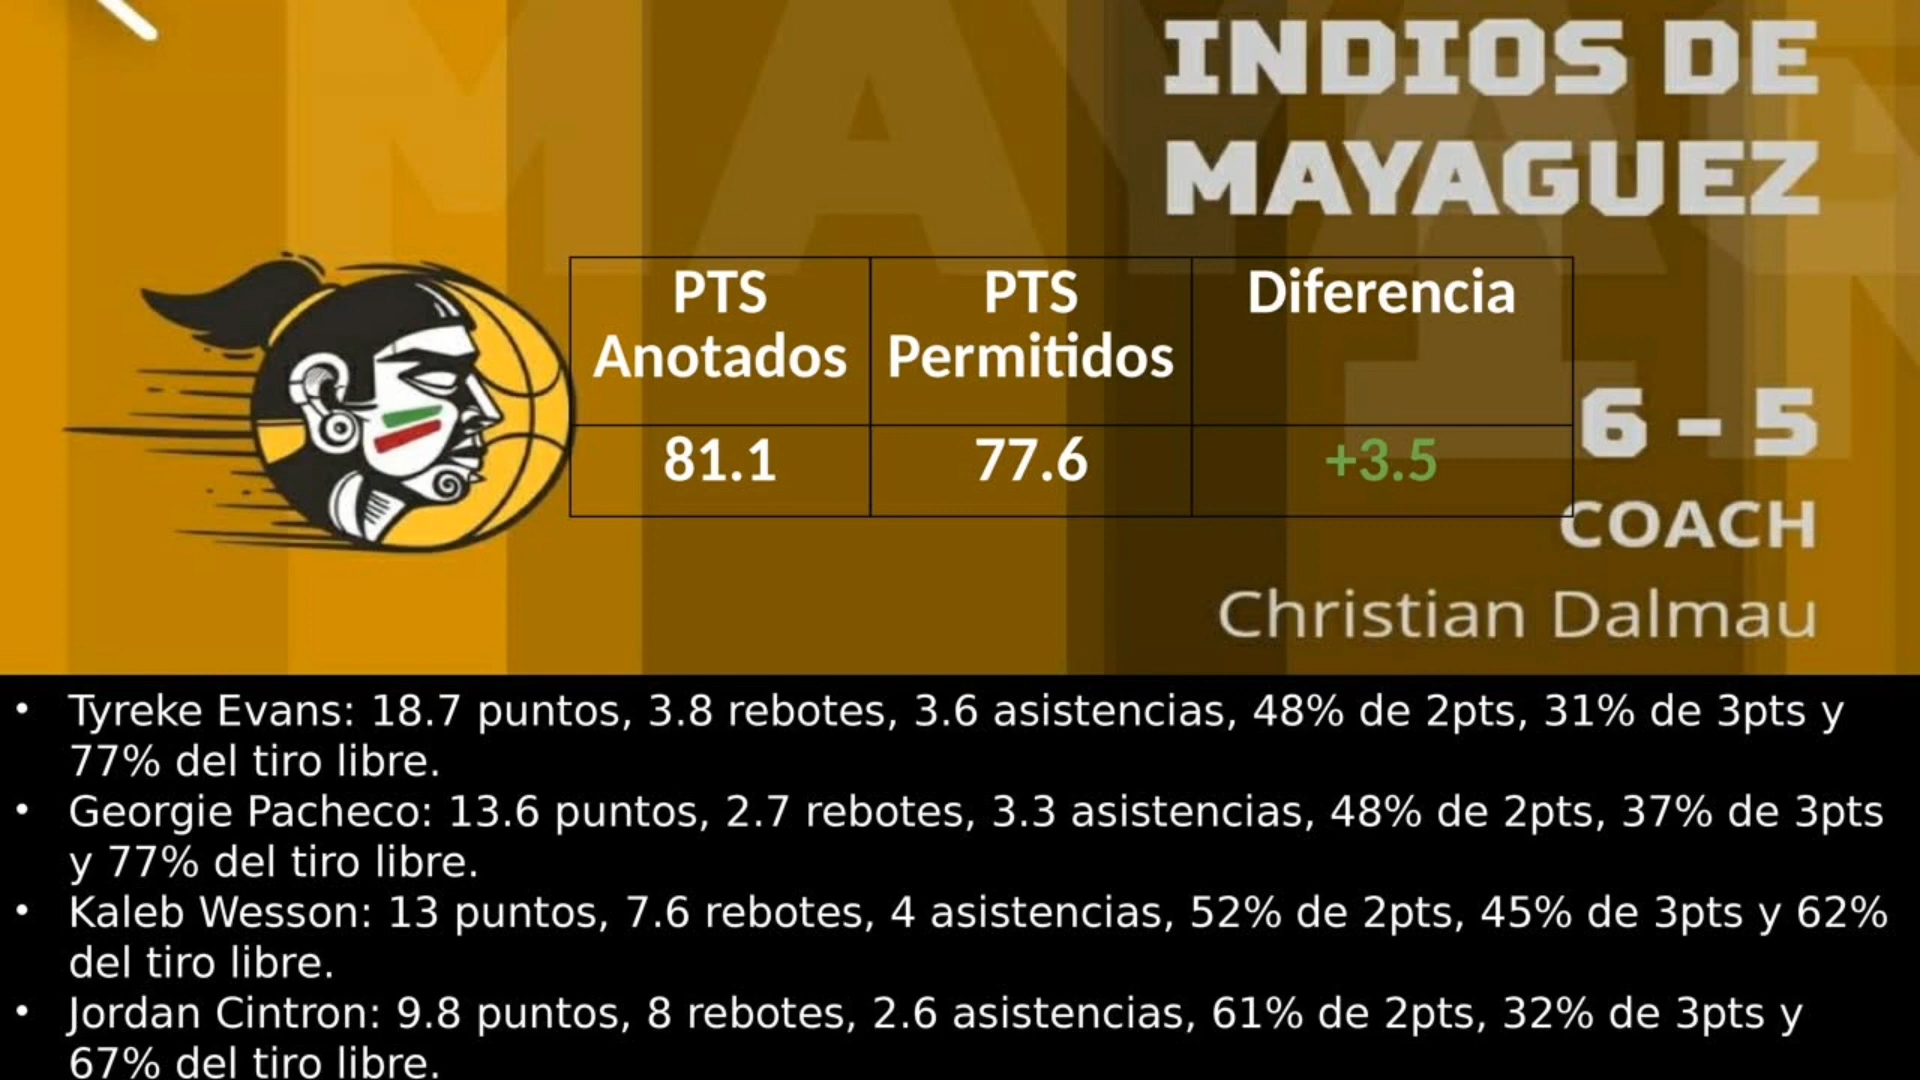 INDIOS DE
MAYAGUEZ
PTS
Anotados
PTS
Permitidos
Diferencia
81.1
77.6
+3.5
6 - 5
COACH
Christian Dalmau
• Tyreke Evans: 18.7 puntos, 3.8 rebotes, 3.6 asistencias, 48% de 2pts, 31% de 3pts y
77% del tiro libre.
• Georgie Pacheco: 13.6 puntos, 2.7 rebotes, 3.3 asistencias, 48% de 2pts, 37% de 3pts
y 77% del tiro libre.
• Kaleb Wesson: 13 puntos, 7.6 rebotes, 4 asistencias, 52% de 2pts, 45% de 3pts y 62%
del tiro libre.
• Jordan Cintron: 9.8 puntos, 8 rebotes, 2.6 asistencias, 61% de 2pts, 32% de 3pts y
67% del tiro libre.